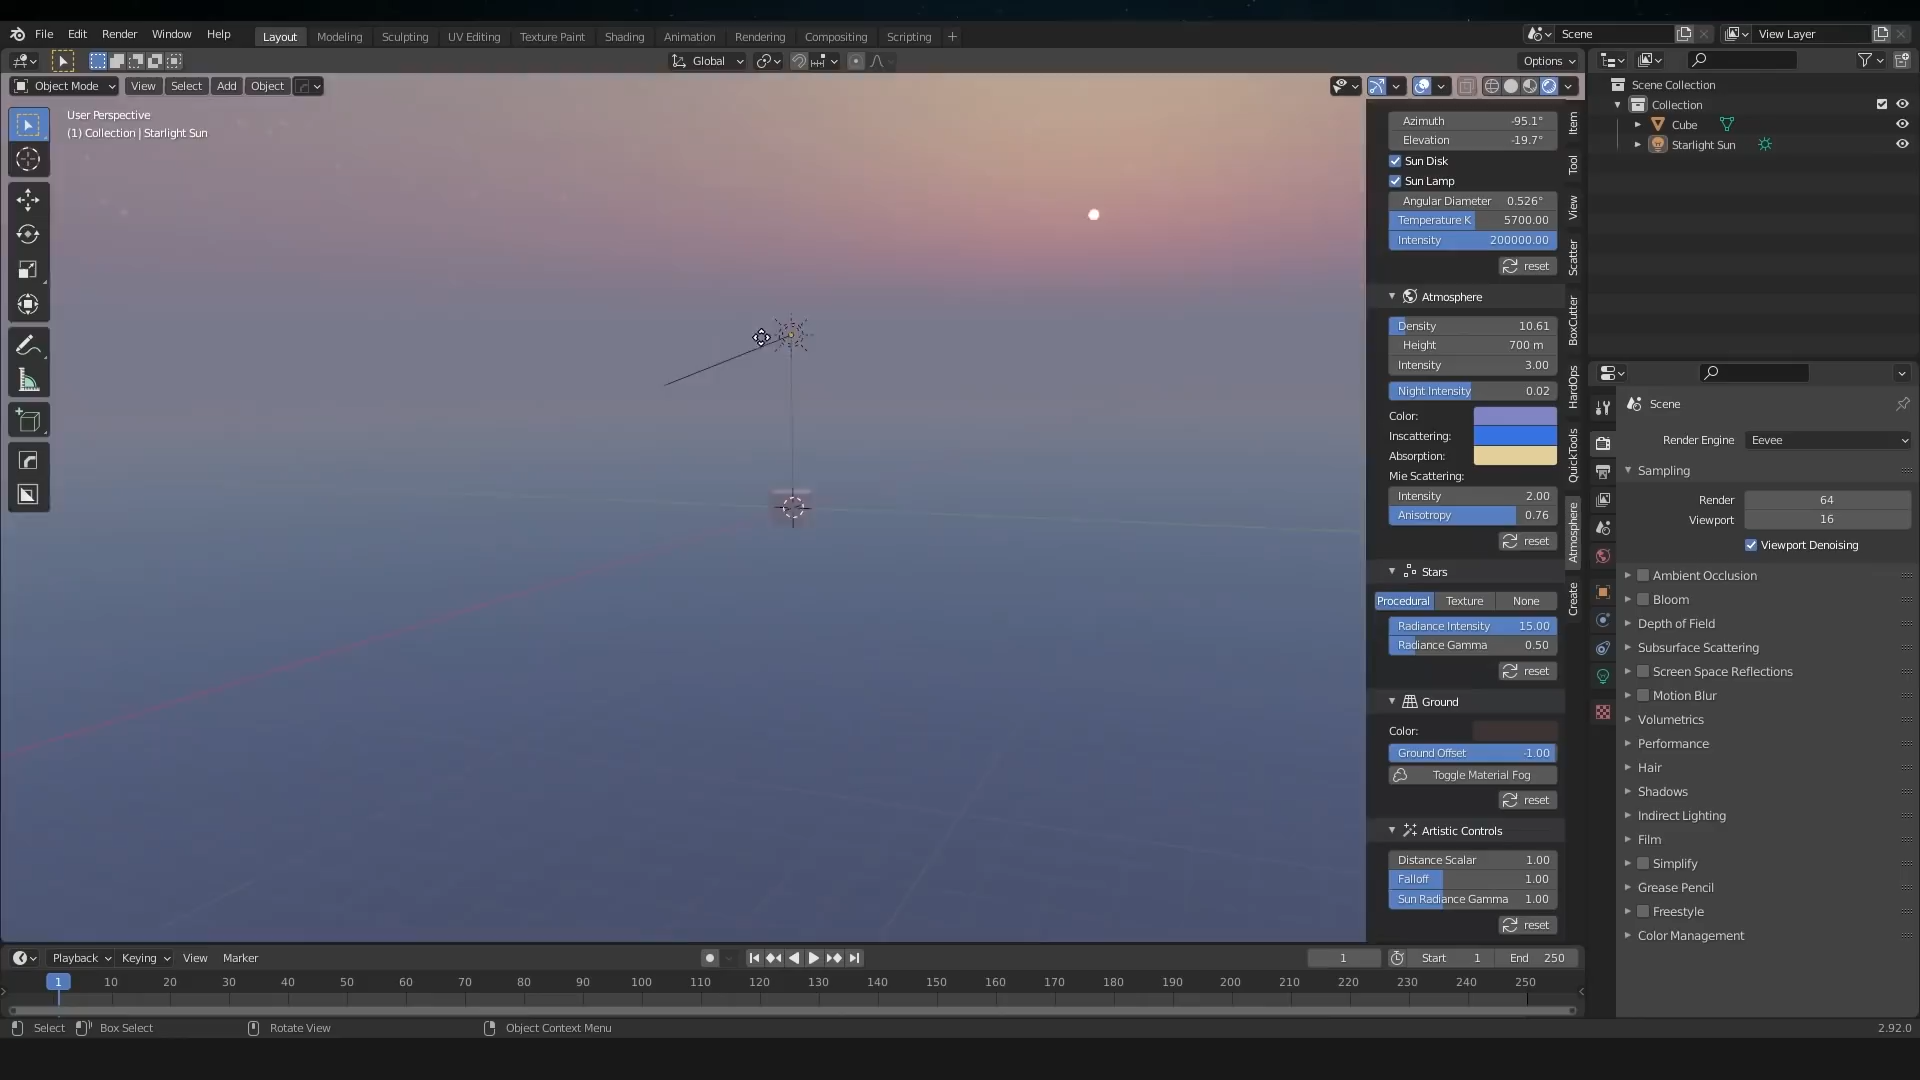 File Edit Render Window Help Layout Modeling Sculpting UV Editing Texture Paint Shading Animation Rendering Compositing Scripting + Scene View Layer
Global Options
Object Mode View Select Add Object
User Perspective
(1) Collection | Starlight Sun
Azimuth -95.1°
Elevation -19.7°
Sun Disk
Sun Lamp
Angular Diameter 0.526°
Temperature K 5700.00
Intensity 200000.00
reset
Atmosphere
Density 10.61
Height 700 m
Intensity 3.00
Night Intensity 0.02
Color:
Inscattering:
Absorption:
Mie Scattering:
Intensity 2.00
Anisotropy 0.76
reset
Stars
Procedural Texture None
Radiance Intensity 15.00
Radiance Gamma 0.50
reset
Ground
Color:
Ground Offset -1.00
Toggle Material Fog
reset
Artistic Controls
Distance Scalar 1.00
Falloff 1.00
Sun Radiance Gamma 1.00
reset
Item
Tool
View
Scatter
BoxCutter
HardOps
QuickTools
Atmosphere
Create
Scene Collection
Collection
Cube
Starlight Sun
Scene
Render Engine Eevee
Sampling
Render 64
Viewport 16
Viewport Denoising
Ambient Occlusion
Bloom
Depth of Field
Subsurface Scattering
Screen Space Reflections
Motion Blur
Volumetrics
Performance
Hair
Shadows
Indirect Lighting
Film
Simplify
Grease Pencil
Freestyle
Color Management
Playback Keying View Marker 1 Start 1 End 250
1 10 20 30 40 50 60 70 80 90 100 110 120 130 140 150 160 170 180 190 200 210 220 230 240 250
Select Box Select Rotate View Object Context Menu 2.92.0